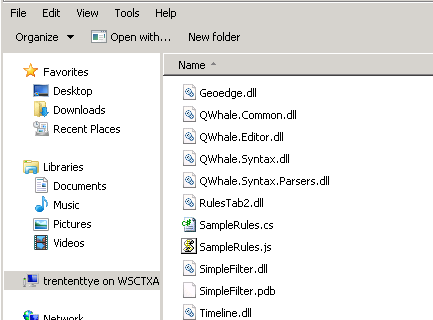 File Edit View Tools Help
Organize Open with... New folder
Favorites
Desktop
Downloads
Recent Places
Libraries
Documents
Music
Pictures
Videos
trententtye on WSCTXA
Network
Name
Geoedge.dll
QWhale.Common.dll
QWhale.Editor.dll
QWhale.Syntax.dll
QWhale.Syntax.Parsers.dll
RulesTab2.dll
SampleRules.cs
SampleRules.js
SimpleFilter.dll
SimpleFilter.pdb
Timeline.dll